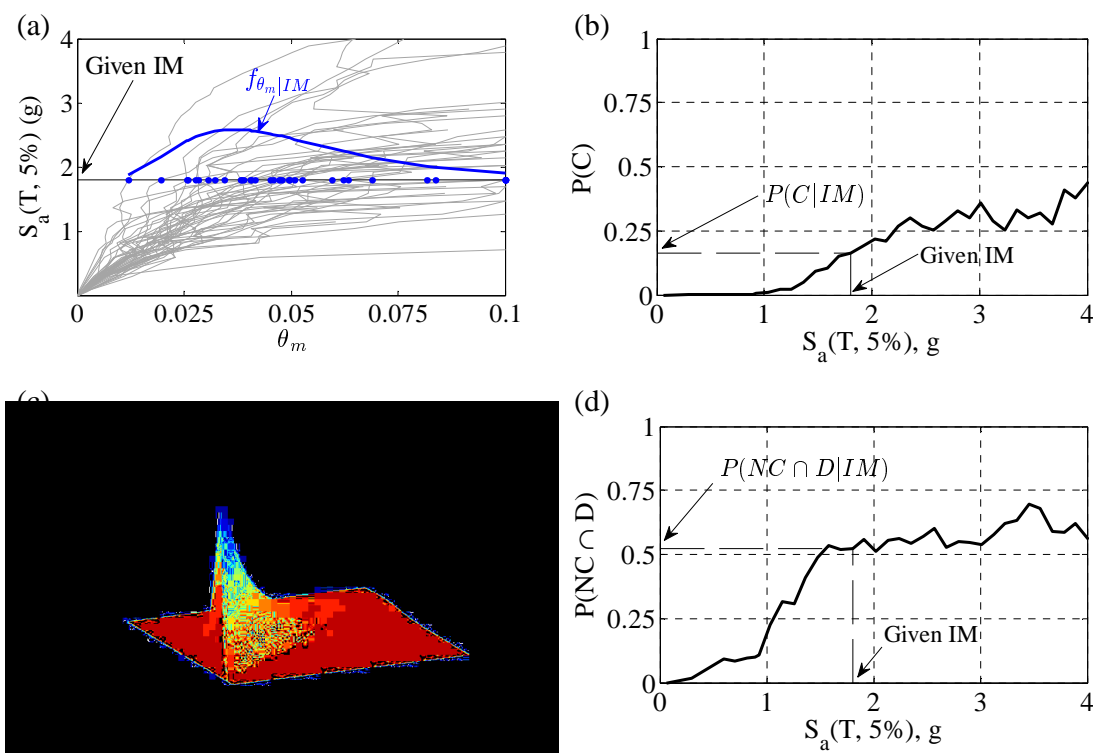 (a)
4
3
2
1
0
0.025
0.05
0.075
0.1
S_a(T, 5%) (g)
θ_m
Given IM
f_{θ_m|IM}
(b)
1
0.75
0.5
0.25
0
0
1
2
3
4
P(C)
S_a(T, 5%), g
P(C|IM)
Given IM
(d)
1
0.75
0.5
0.25
0
0
1
2
3
4
P(NC ∩ D)
S_a(T, 5%), g
P(NC ∩ D|IM)
Given IM